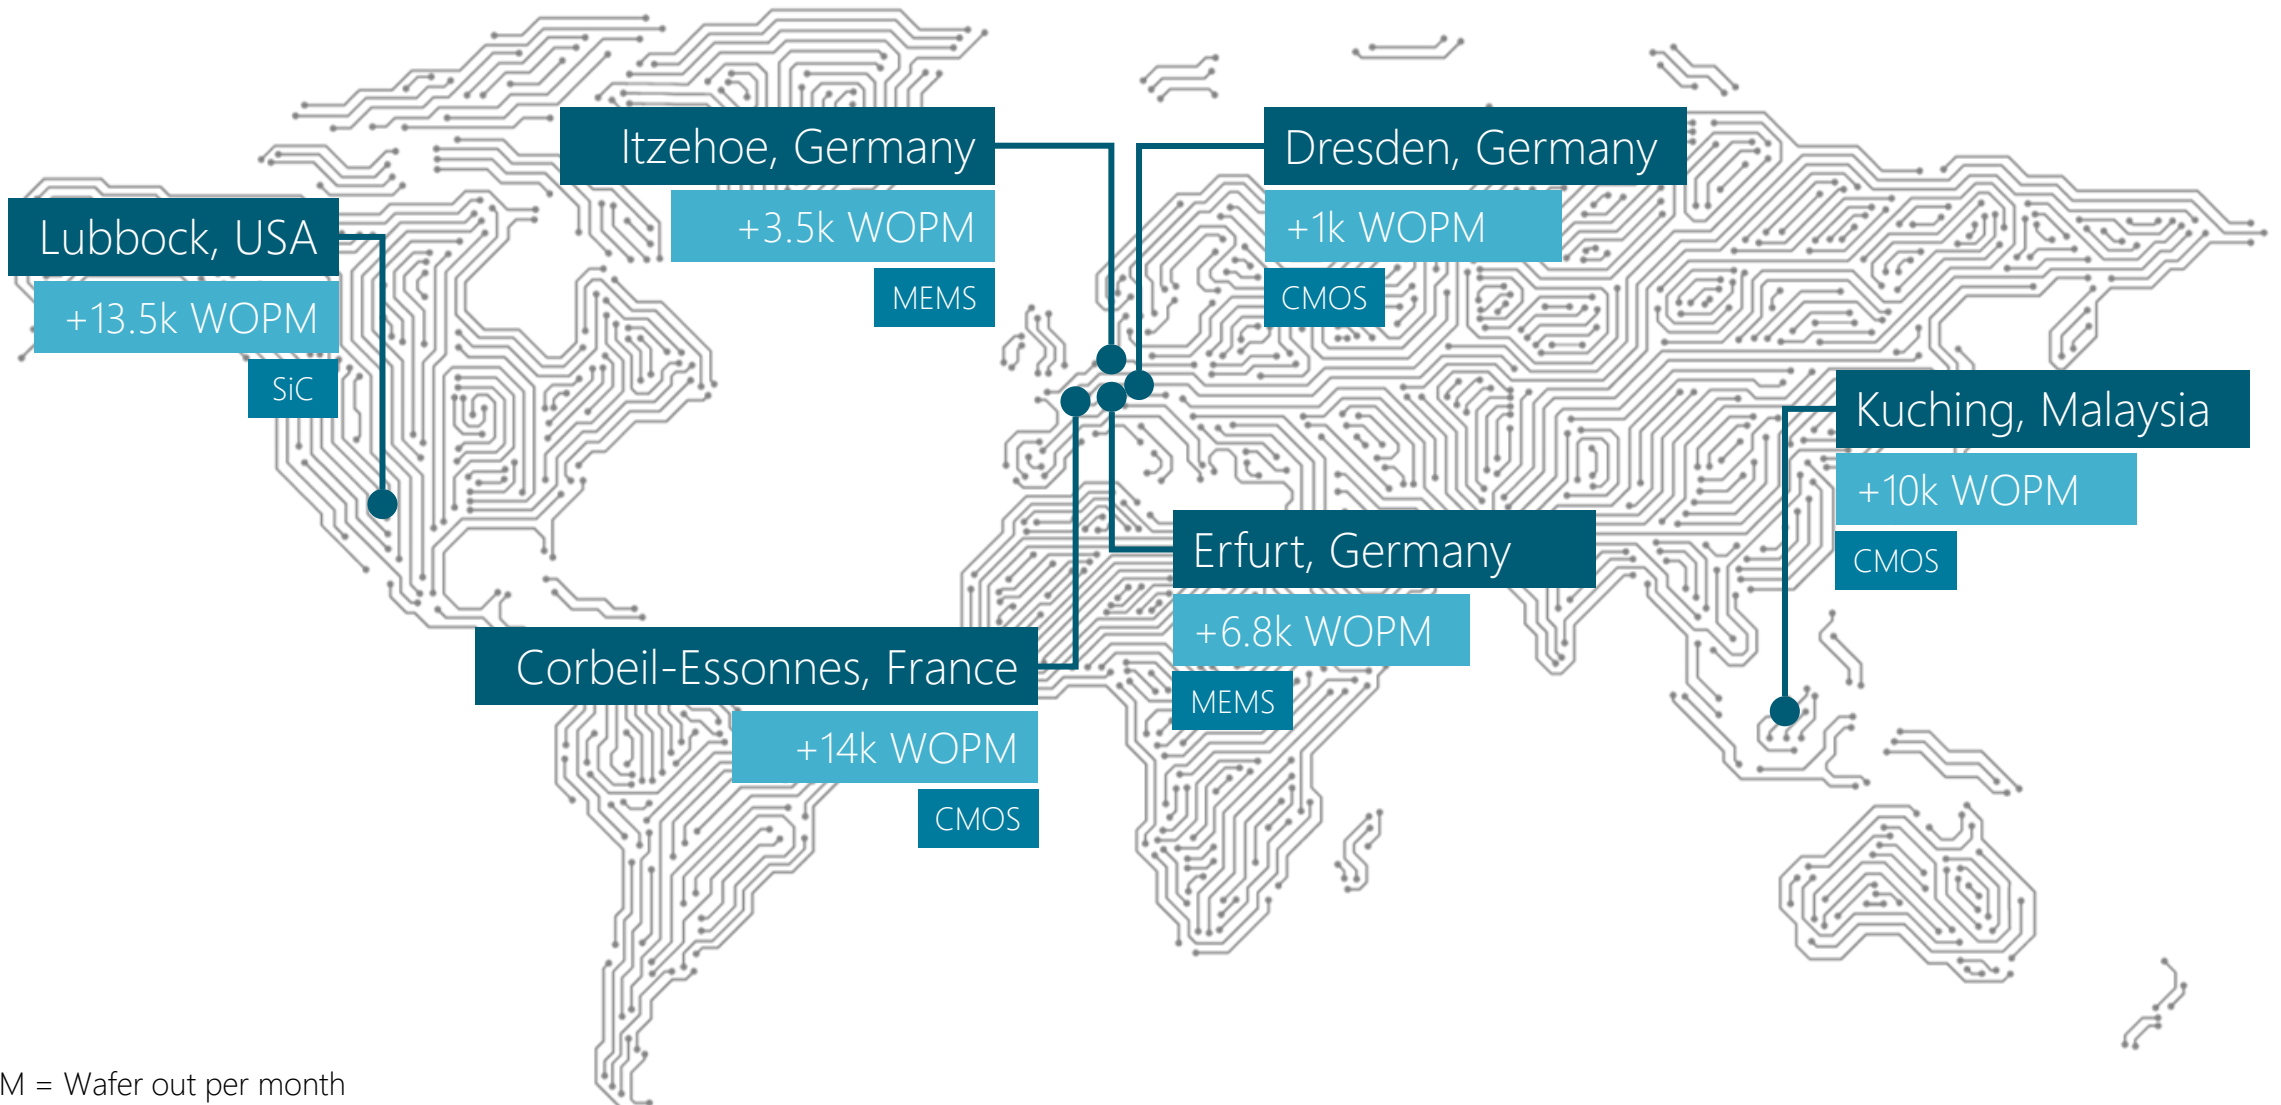 Itzehoe, Germany
+3.5k WOPM
MEMS
Dresden, Germany
+1k WOPM
CMOS
Lubbock, USA
+13.5k WOPM
SiC
Kuching, Malaysia
+10k WOPM
CMOS
Erfurt, Germany
+6.8k WOPM
MEMS
Corbeil-Essonnes, France
+14k WOPM
CMOS
M = Wafer out per month